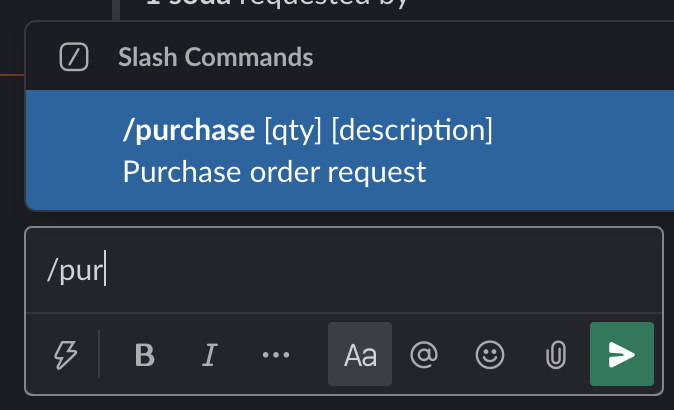 1 soda requested by
Slash Commands
/purchase [qty] [description]
Purchase order request
/pur
B I ... Aa @